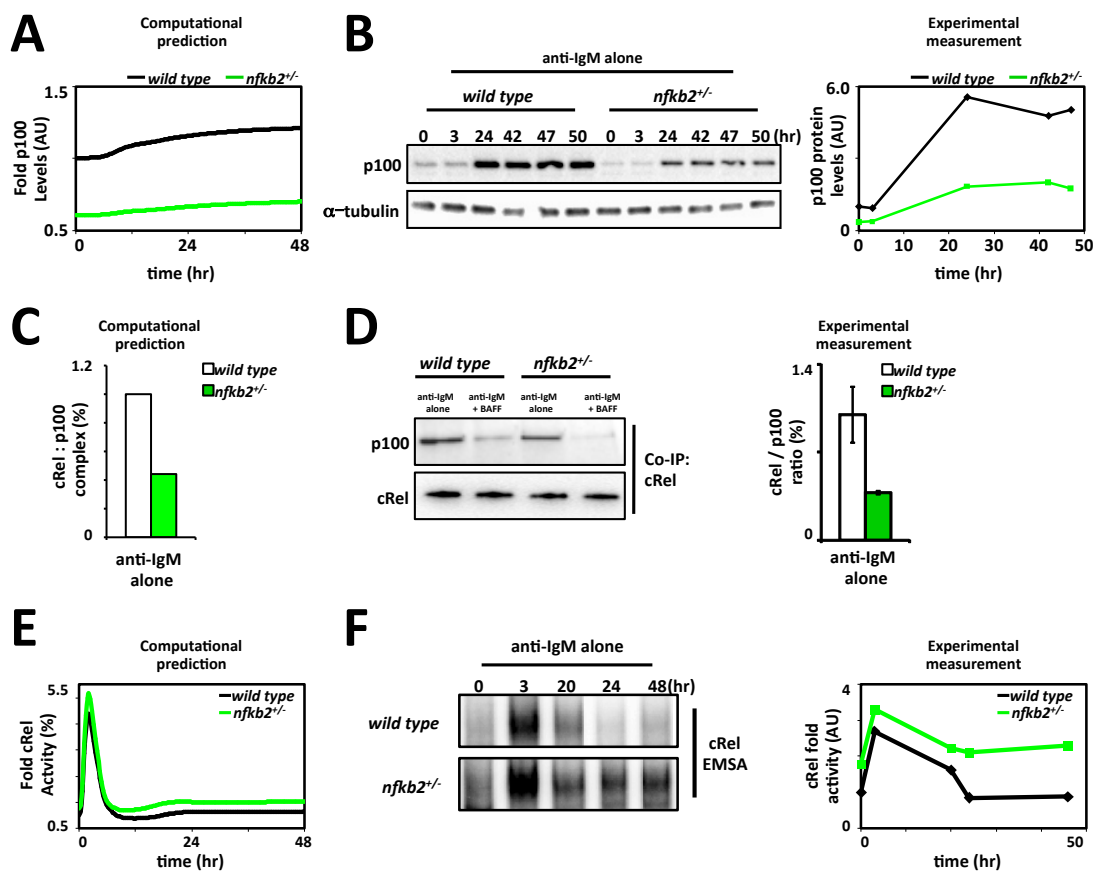 A
Computational
prediction
wild type
nfkb2+/-
1.5
Fold p100
Levels (AU)
0.5
0
24
48
time (hr)
B
anti-IgM alone
wild type
nfkb2+/-
0 3 24 42 47 50 0 3 24 42 47 50 (hr)
p100
α-tubulin
Experimental
measurement
wild type
nfkb2+/-
6.0
p100 protein
levels (AU)
0
0 10 20 30 40 50
time (hr)
C
Computational
prediction
1.2
wild type
nfkb2+/-
cRel : p100
complex (%)
0
anti-IgM
alone
D
wild type
nfkb2+/-
anti-IgM
alone
anti-IgM
+ BAFF
anti-IgM
alone
anti-IgM
+ BAFF
p100
cRel
Co-IP:
cRel
Experimental
measurement
1.4
wild type
nfkb2+/-
cRel / p100
ratio (%)
0
anti-IgM
alone
E
Computational
prediction
5.5
wild type
nfkb2+/-
Fold cRel
Actvity (%)
0.5
0 24 48
time (hr)
F
anti-IgM alone
0 3 20 24 48(hr)
wild type
nfkb2+/-
cRel
EMSA
Experimental
measurement
4
wild type
nfkb2+/-
cRel fold
activity (AU)
0
0 50
time (hr)